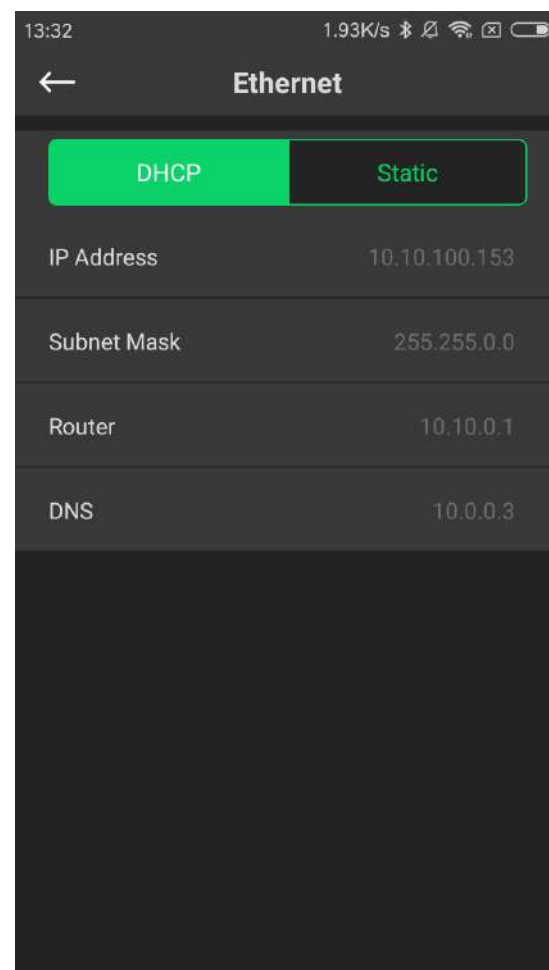 13:32 1.93K/s
Ethernet
DHCP Static
IP Address 10.10.100.153
Subnet Mask 255.255.0.0
Router 10.10.0.1
DNS 10.0.0.3